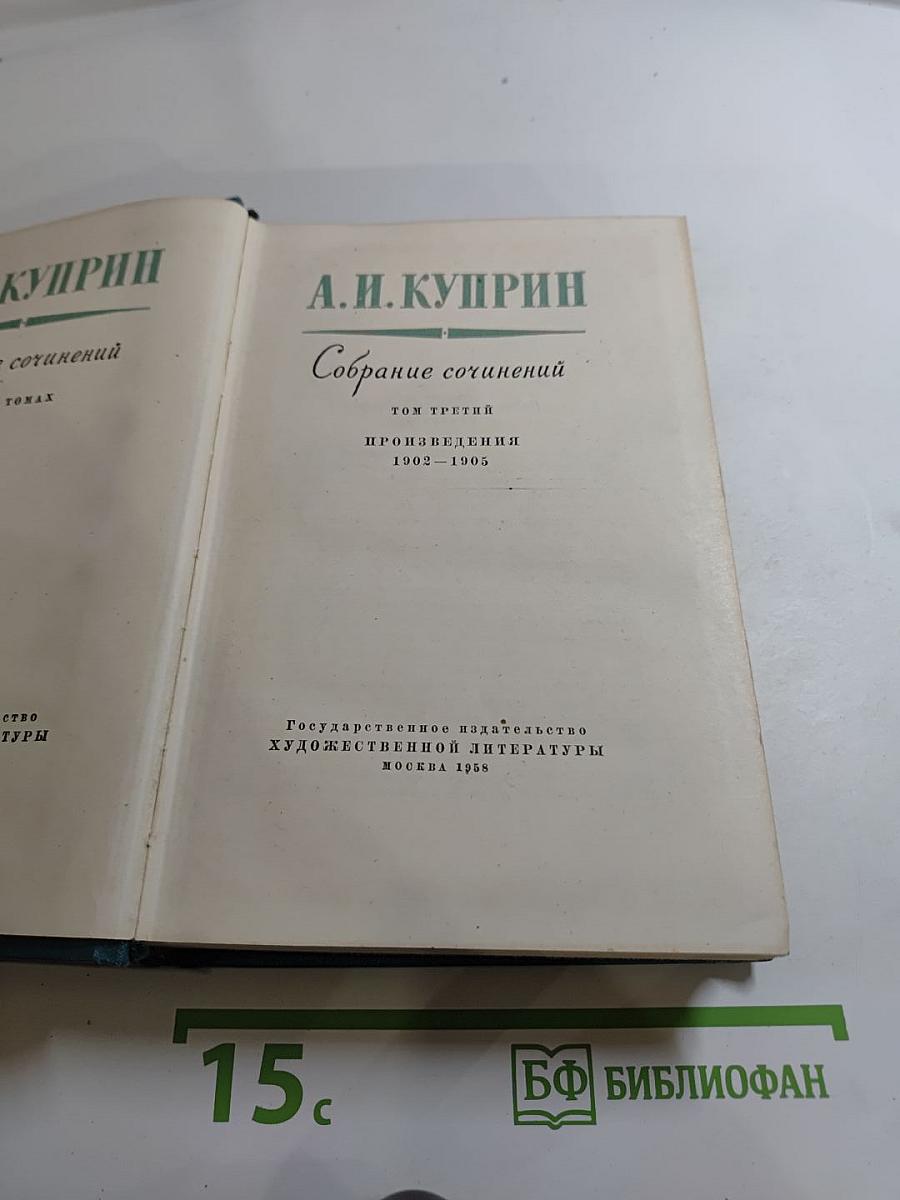 КУПРИН
сочинений
томах
ство
ТУРЫ
А. И. КУПРИН
Собрание сочинений
ТОМ ТРЕТИЙ
ПРОИЗВЕДЕНИЯ
1902—1905
Государственное издательство
ХУДОЖЕСТВЕННОЙ ЛИТЕРАТУРЫ
МОСКВА 1958
15 с
БФ БИБЛИОФАН